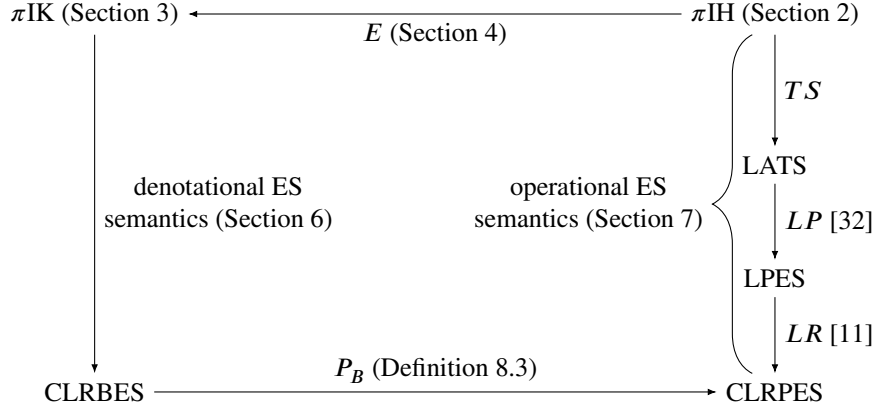 πIK (Section 3)
πIH (Section 2)
E (Section 4)
TS
LATS
denotational ES
semantics (Section 6)
operational ES
semantics (Section 7)
LP [32]
LPES
LR [11]
P_B (Definition 8.3)
CLRBES
CLRPES